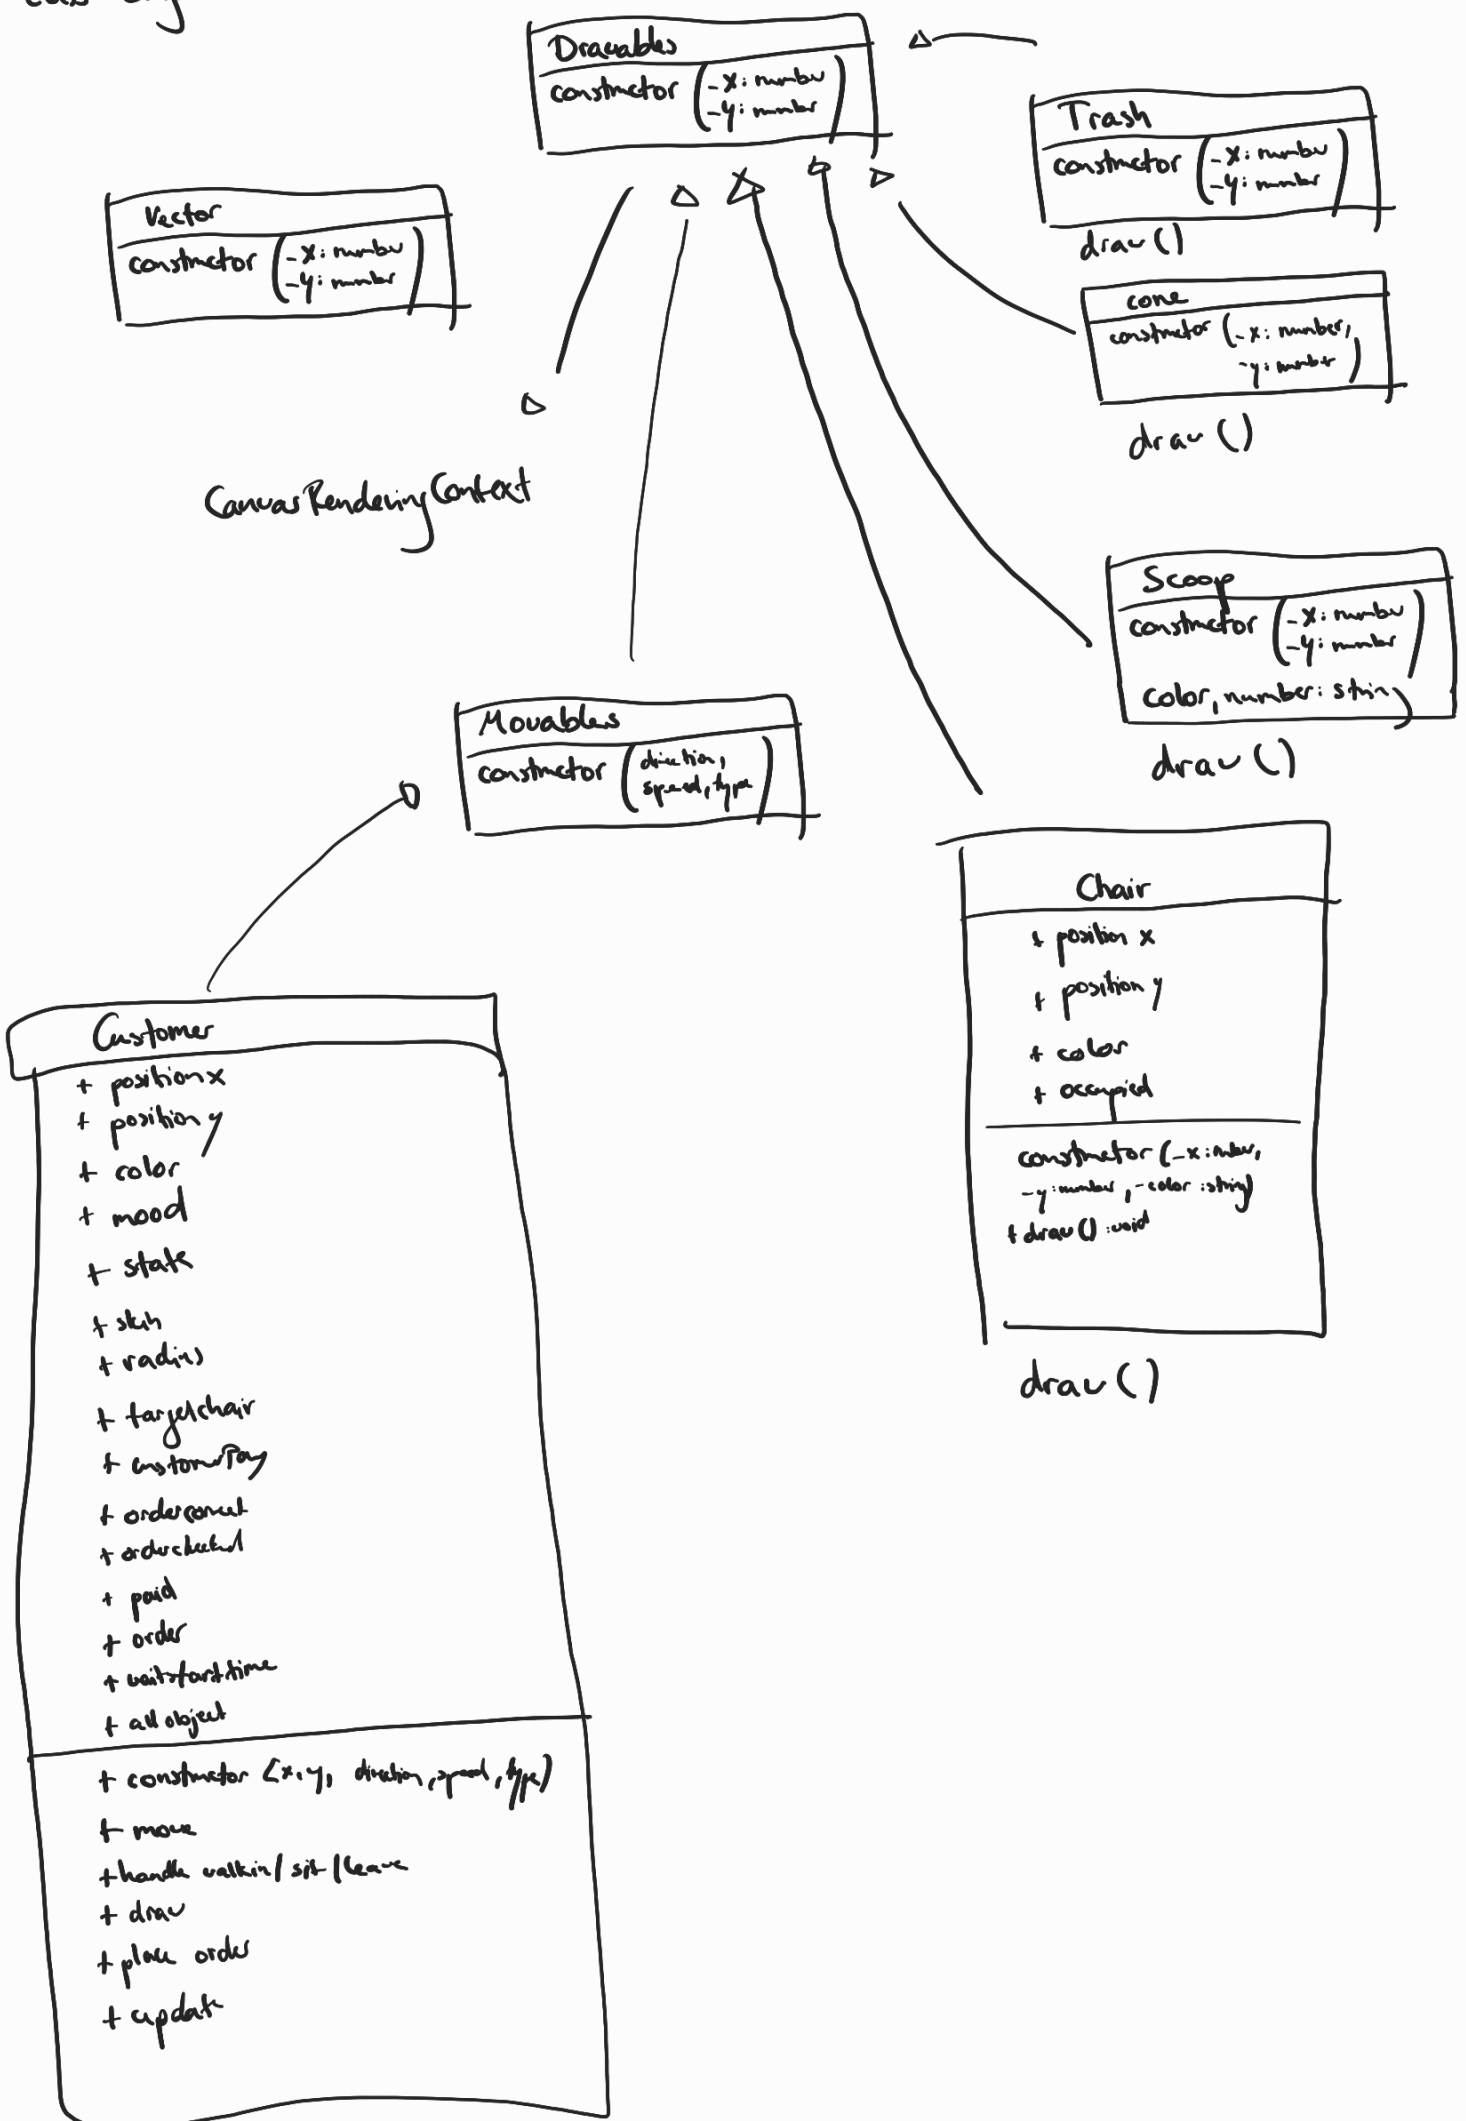 Drawables
constructor (_x: number
_y: number)
Trash
constructor (_x: number
_y: number)
draw()
Vector
constructor (_x: number
_y: number)
cone
constructor (_x: number,
_y: number)
draw()
CanvasRenderingContext
Scoop
constructor (_x: number
_y: number)
color, number: strin)
draw()
Movables
constructor (direction,
speed, type)
Chair
+ position x
+ position y
+ color
+ occupied
constructor (_x: number,
_y: number, _color: string)
+ draw() : void
draw()
Customer
+ position x
+ position y
+ color
+ mood
+ state
+ skin
+ radius
+ targetchair
+ customerPay
+ ordercorrect
+ orderchecked
+ paid
+ order
+ waitstarttime
+ all object
+ constructor (x, y, direction, speed, type)
+ move
+ handle walkin / sit / leave
+ draw
+ place order
+ update